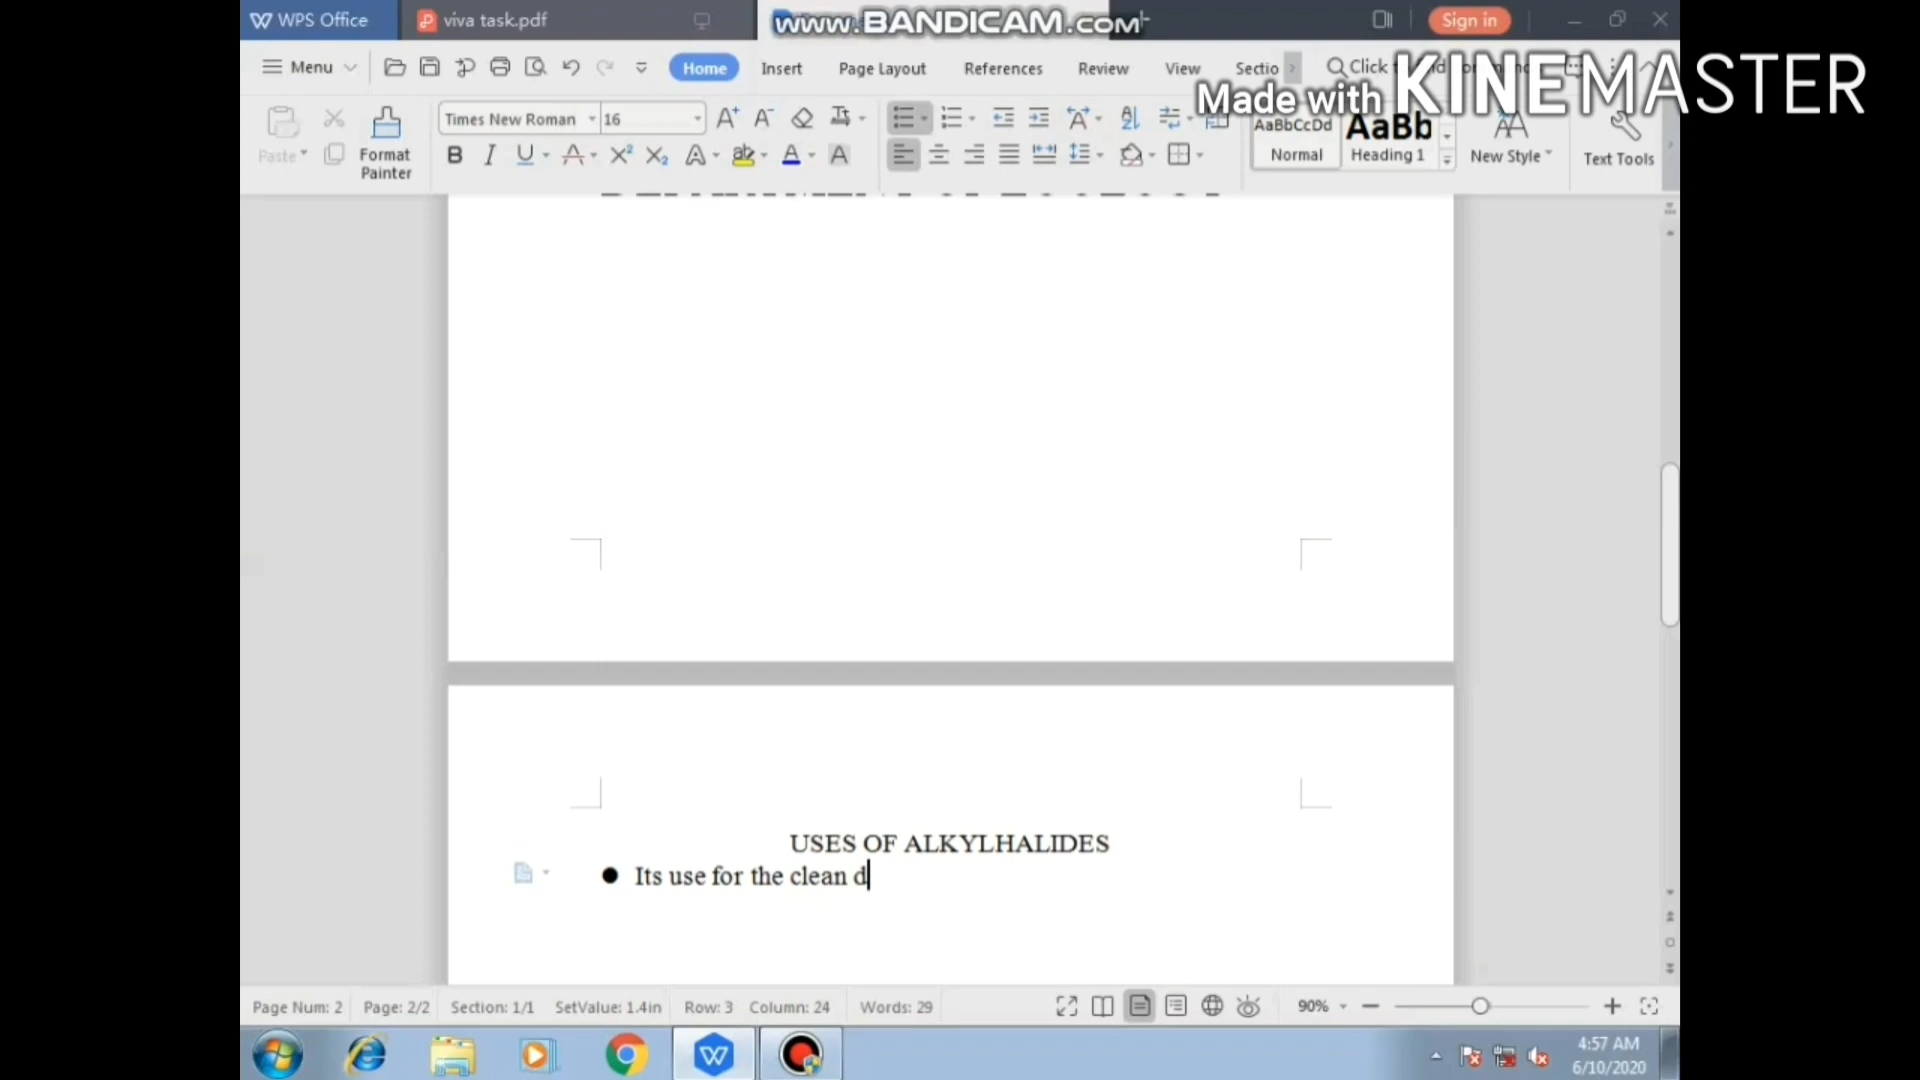 WPS Office
viva task.pdf
www.BANDICAM.com
Sign in
Menu
Home
Insert
Page Layout
References
Review
View
Sectio
Click
Made with KINEMASTER
Paste
Format
Painter
Times New Roman
16
AaBbCcDd
Normal
AaBb
Heading 1
New Style
Text Tools
USES OF ALKYLHALIDES
● Its use for the clean d
Page Num: 2
Page: 2/2
Section: 1/1
SetValue: 1.4in
Row: 3
Column: 24
Words: 29
90%
4:57 AM
6/10/2020